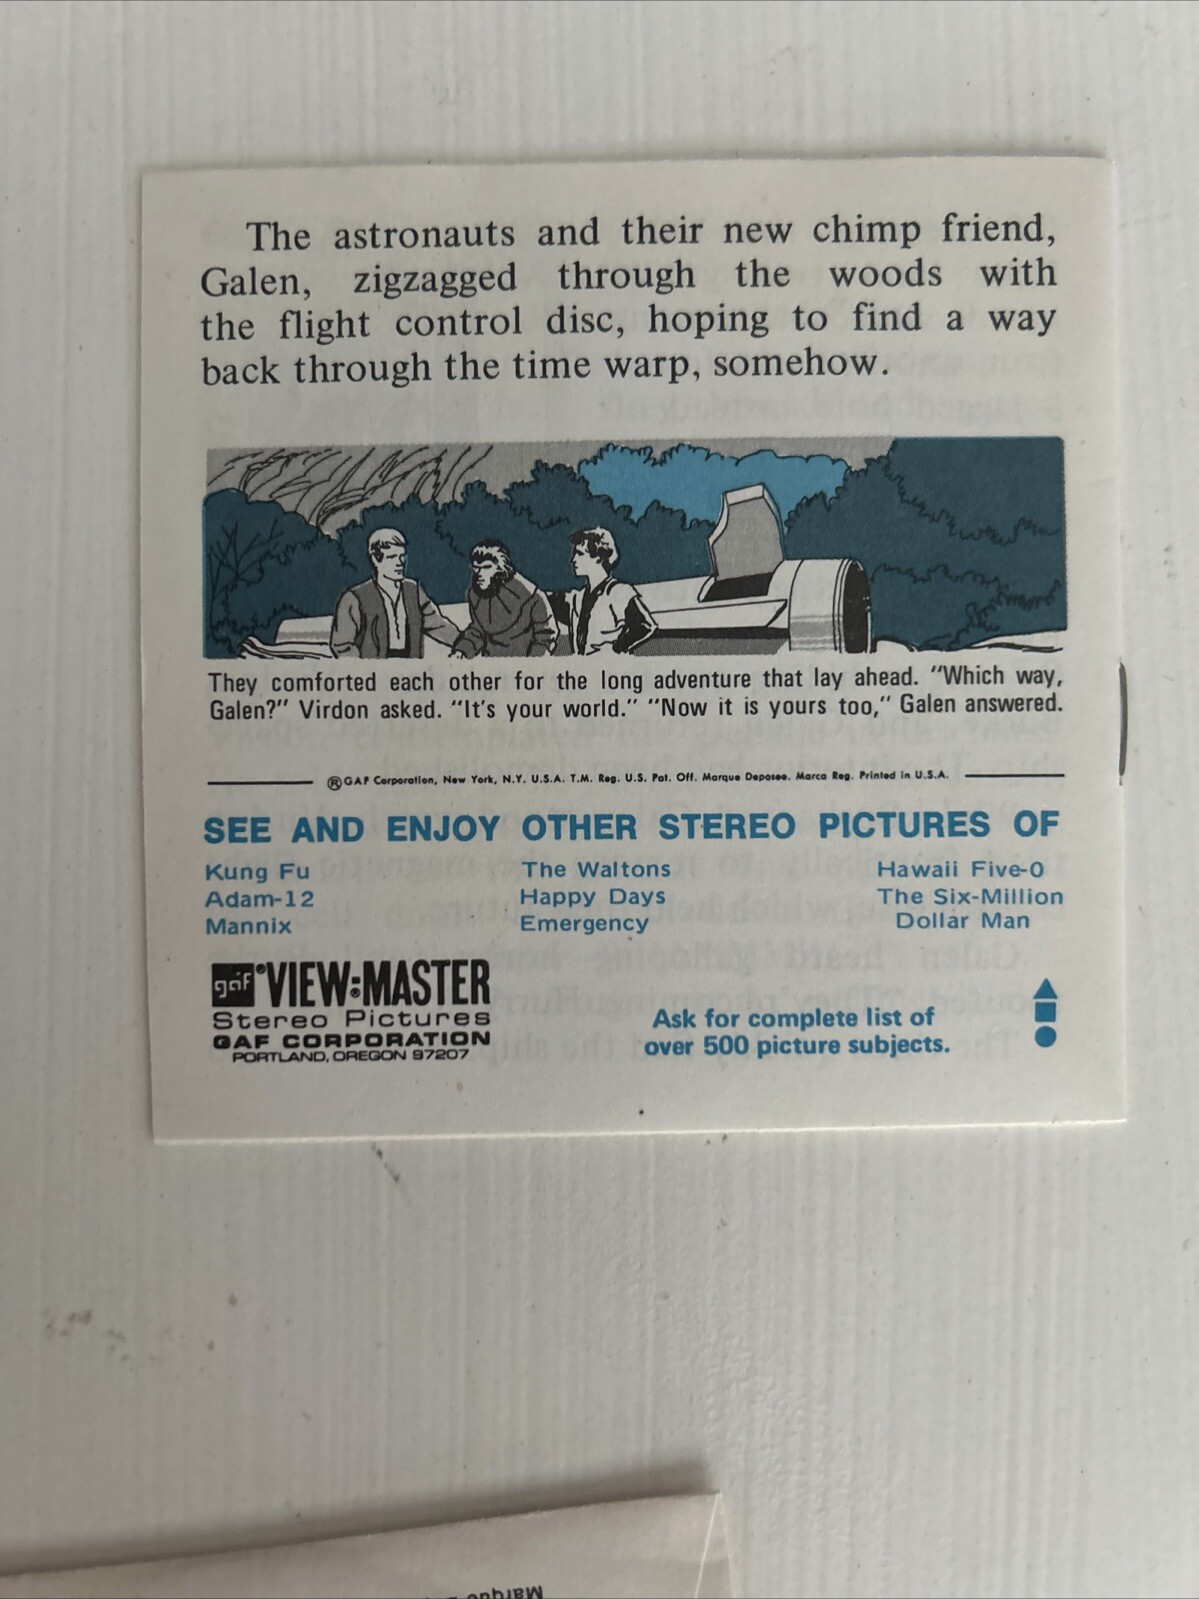 The astronauts and their new chimp friend,
Galen, zigzagged through the woods with
the flight control disc, hoping to find a way
back through the time warp, somehow.
They comforted each other for the long adventure that lay ahead. "Which way,
Galen?" Virdon asked. "It's your world." "Now it is yours too," Galen answered.
®GAF Corporation, New York, N.Y. U.S.A. T.M. Reg. U.S. Pat. Off. Marque Deposee. Marca Reg. Printed in U.S.A.
SEE AND ENJOY OTHER STEREO PICTURES OF
Kung Fu The Waltons Hawaii Five-O
Adam-12 Happy Days The Six-Million
Mannix Emergency Dollar Man
gaf® VIEW-MASTER®
Stereo Pictures
GAF CORPORATION
PORTLAND, OREGON 97207
Ask for complete list of
over 500 picture subjects.
Marque